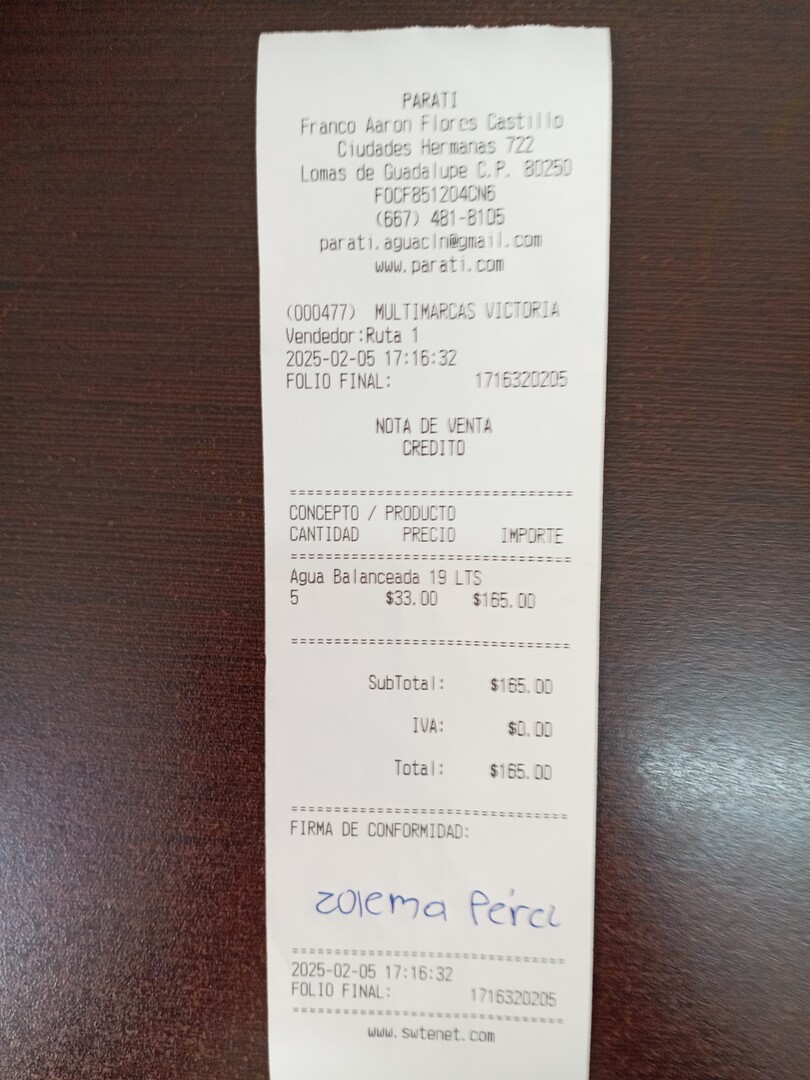 PARATI
Franco Aaron Flores Castillo
Ciudades Hermanas 722
Lomas de Guadalupe C.P. 80250
FOCF851204CN6
(667) 481-8105
parati.aguacln@gmail.com
www.parati.com
(000477) MULTIMARCAS VICTORIA
Vendedor:Ruta 1
2025-02-05 17:16:32
FOLIO FINAL: 1716320205
NOTA DE VENTA
CREDITO
================================
CONCEPTO / PRODUCTO
CANTIDAD PRECIO IMPORTE
================================
Agua Balanceada 19 LTS
5 $33.00 $165.00
================================
SubTotal: $165.00
IVA: $0.00
Total: $165.00
================================
FIRMA DE CONFORMIDAD:
zolema
================================
2025-02-05 17:16:32
FOLIO FINAL: 1716320205
================================
www.swtenet.com